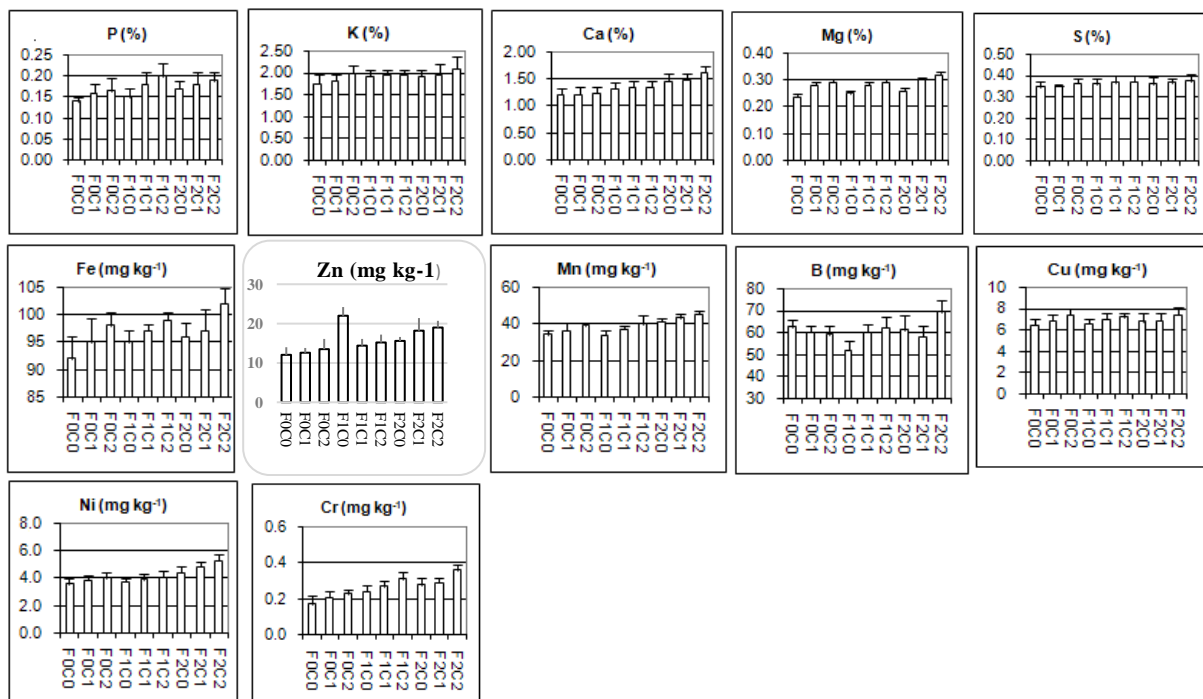 P (%)
0.25
0.20
0.15
0.10
0.05
0.00
F0C0
F0C1
F0C2
F1C0
F1C1
F1C2
F2C0
F2C1
F2C2
K (%)
2.50
2.00
1.50
1.00
0.50
0.00
F0C0
F0C1
F0C2
F1C0
F1C1
F1C2
F2C0
F2C1
F2C2
Ca (%)
2.00
1.50
1.00
0.50
0.00
F0C0
F0C1
F0C2
F1C0
F1C1
F1C2
F2C0
F2C1
F2C2
Mg (%)
0.40
0.30
0.20
0.10
0.00
F0C0
F0C1
F0C2
F1C0
F1C1
F1C2
F2C0
F2C1
F2C2
S (%)
0.50
0.40
0.30
0.20
0.10
0.00
F0C0
F0C1
F0C2
F1C0
F1C1
F1C2
F2C0
F2C1
F2C2
Fe (mg kg⁻¹)
105
100
95
90
85
F0C0
F0C1
F0C2
F1C0
F1C1
F1C2
F2C0
F2C1
F2C2
Zn (mg kg-1)
30
20
10
0
F0C0
F0C1
F0C2
F1C0
F1C1
F1C2
F2C0
F2C1
F2C2
Mn (mg kg⁻¹)
60
40
20
0
F0C0
F0C1
F0C2
F1C0
F1C1
F1C2
F2C0
F2C1
F2C2
B (mg kg⁻¹)
80
70
60
50
40
30
F0C0
F0C1
F0C2
F1C0
F1C1
F1C2
F2C0
F2C1
F2C2
Cu (mg kg⁻¹)
10
8
6
4
2
0
F0C0
F0C1
F0C2
F1C0
F1C1
F1C2
F2C0
F2C1
F2C2
Ni (mg kg⁻¹)
8.0
6.0
4.0
2.0
0.0
F0C0
F0C1
F0C2
F1C0
F1C1
F1C2
F2C0
F2C1
F2C2
Cr (mg kg⁻¹)
0.6
0.4
0.2
0.0
F0C0
F0C1
F0C2
F1C0
F1C1
F1C2
F2C0
F2C1
F2C2